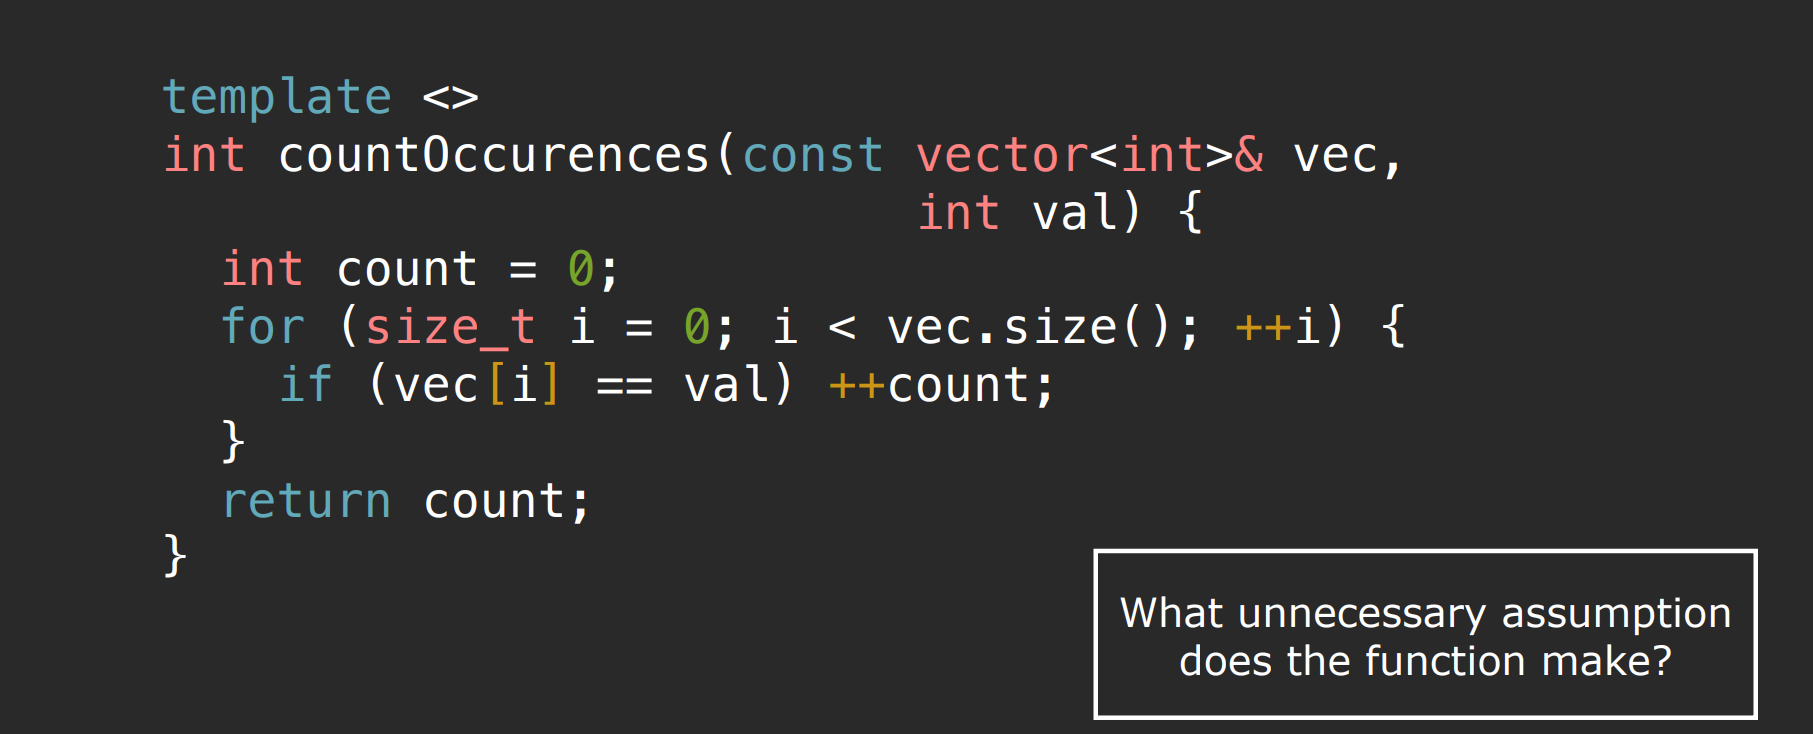 template <>
int countOccurences(const vector<int>& vec,
                          int val) {
  int count = 0;
  for (size_t i = 0; i < vec.size(); ++i) {
    if (vec[i] == val) ++count;
  }
  return count;
}
What unnecessary assumption
does the function make?